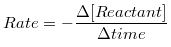 Rate = −Δ[Reactant]/Δtime